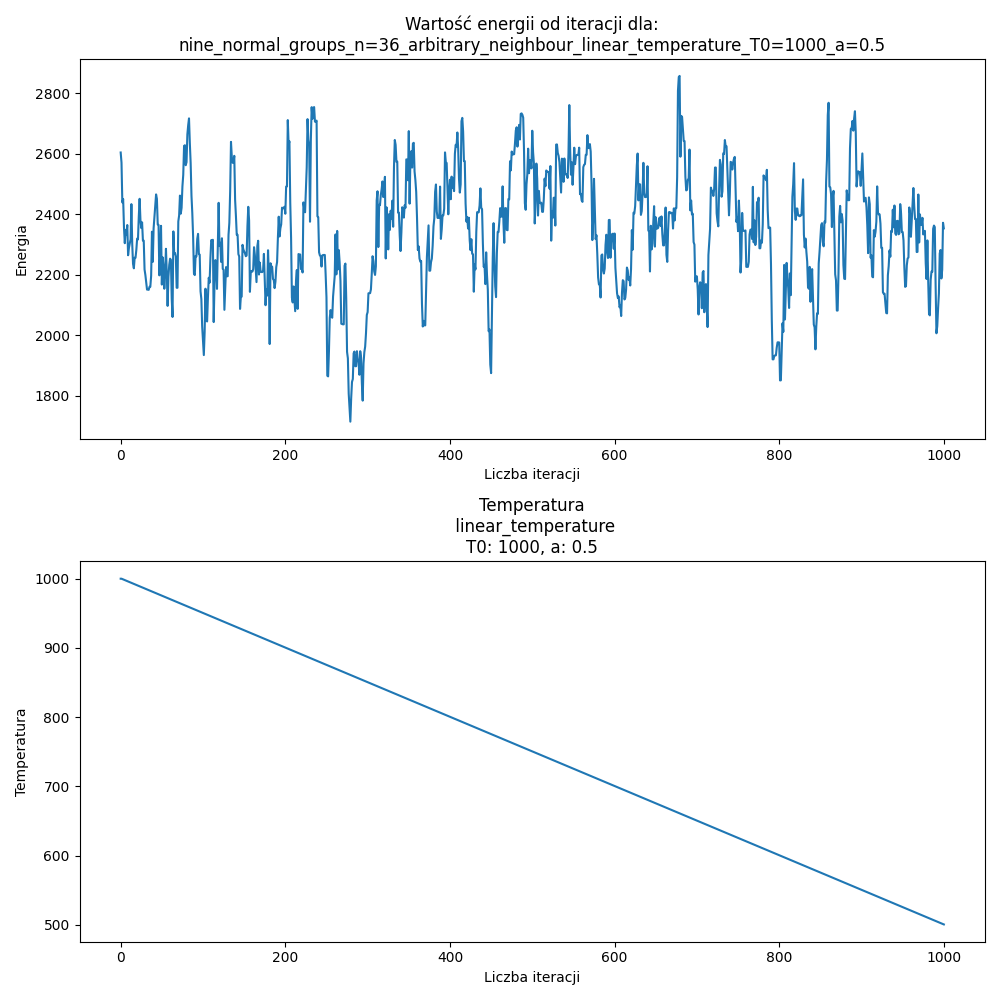 Wartość energii od iteracji dla:
nine_normal_groups_n=36_arbitrary_neighbour_linear_temperature_T0=1000_a=0.5
2800
2600
2400
2200
2000
1800
Energia
0 200 400 600 800 1000
Liczba iteracji
Temperatura
linear_temperature
T0: 1000, a: 0.5
1000
900
800
700
600
500
Temperatura
0 200 400 600 800 1000
Liczba iteracji